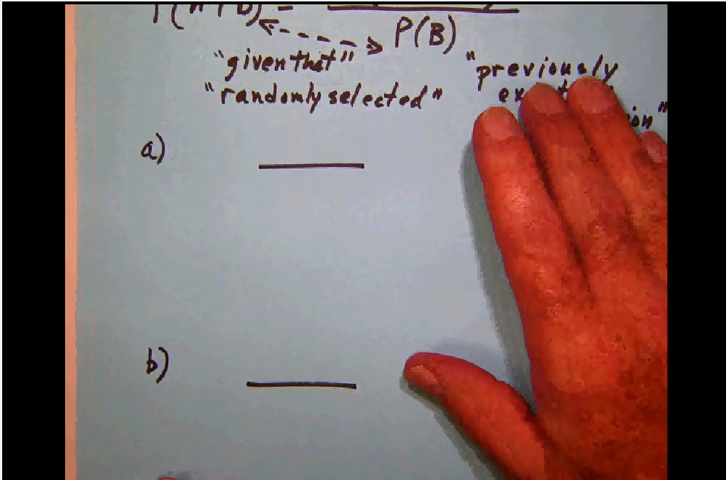 P(B)
"given that"
"randomly selected"
"previously
a)
b)